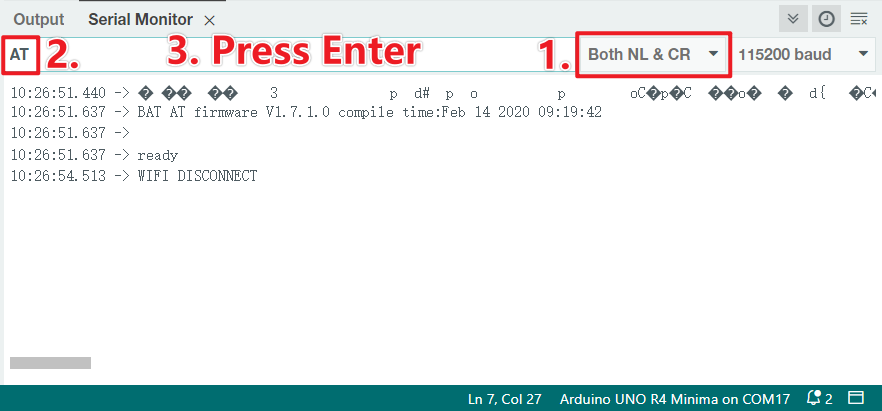 Output Serial Monitor
AT 2. 3. Press Enter 1. Both NL & CR 115200 baud
10:26:51.440 -> � �� �� 3 p d# p o p oC�p�C ��o� � d{ �C
10:26:51.637 -> BAT AT firmware V1.7.1.0 compile time:Feb 14 2020 09:19:42
10:26:51.637 ->
10:26:51.637 -> ready
10:26:54.513 -> WIFI DISCONNECT
Ln 7, Col 27 Arduino UNO R4 Minima on COM17 2